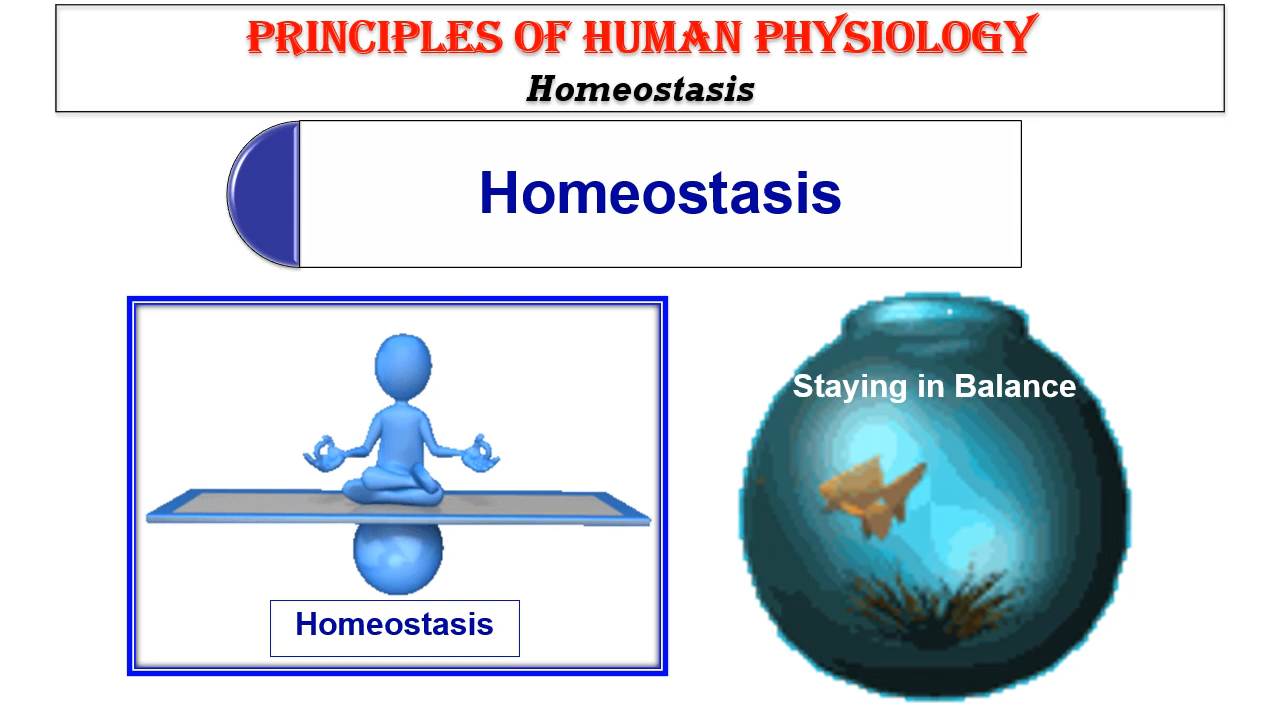 PRINCIPLES OF HUMAN PHYSIOLOGY
Homeostasis
Homeostasis
Staying in Balance
Homeostasis